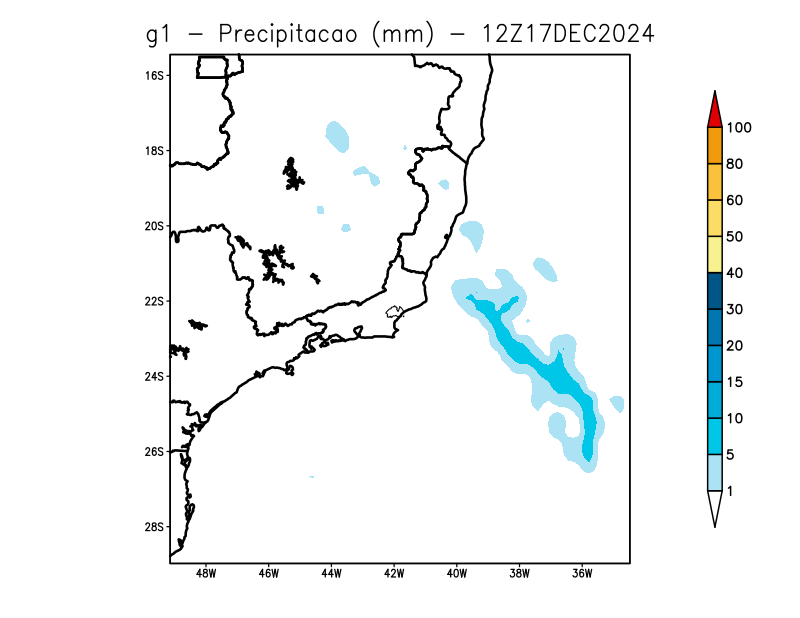 g1 – Precipitacao (mm) – 12Z17DEC2024
16S
18S
20S
22S
24S
26S
28S
48W 46W 44W 42W 40W 38W 36W
100
80
60
50
40
30
20
15
10
5
1